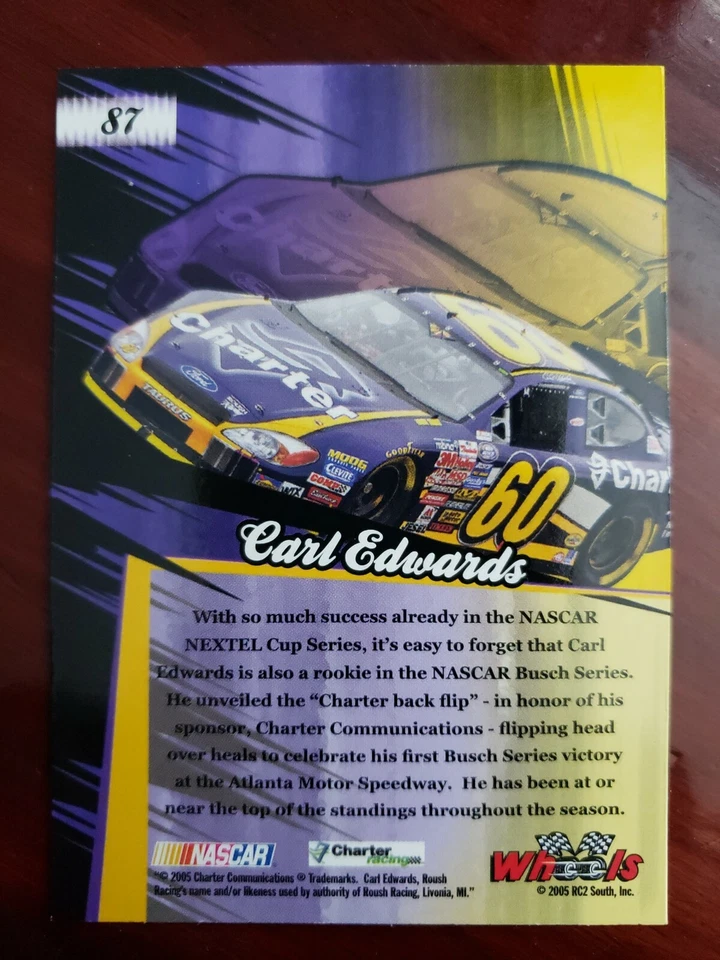 87
Charter
Ford
TAURUS
MOOG
CLEVITE
COMP
GOODYEAR
3M
60
60
Charter
Carl Edwards
With so much success already in the NASCAR
NEXTEL Cup Series, it's easy to forget that Carl
Edwards is also a rookie in the NASCAR Busch Series.
He unveiled the “Charter back flip” - in honor of his
sponsor, Charter Communications - flipping head
over heals to celebrate his first Busch Series victory
at the Atlanta Motor Speedway. He has been at or
near the top of the standings throughout the season.
NASCAR
Charter
racing
Wheels
“© 2005 Charter Communications ® Trademarks. Carl Edwards, Roush
Racing's name and/or likeness used by authority of Roush Racing, Livonia, MI.”
© 2005 RC2 South, Inc.